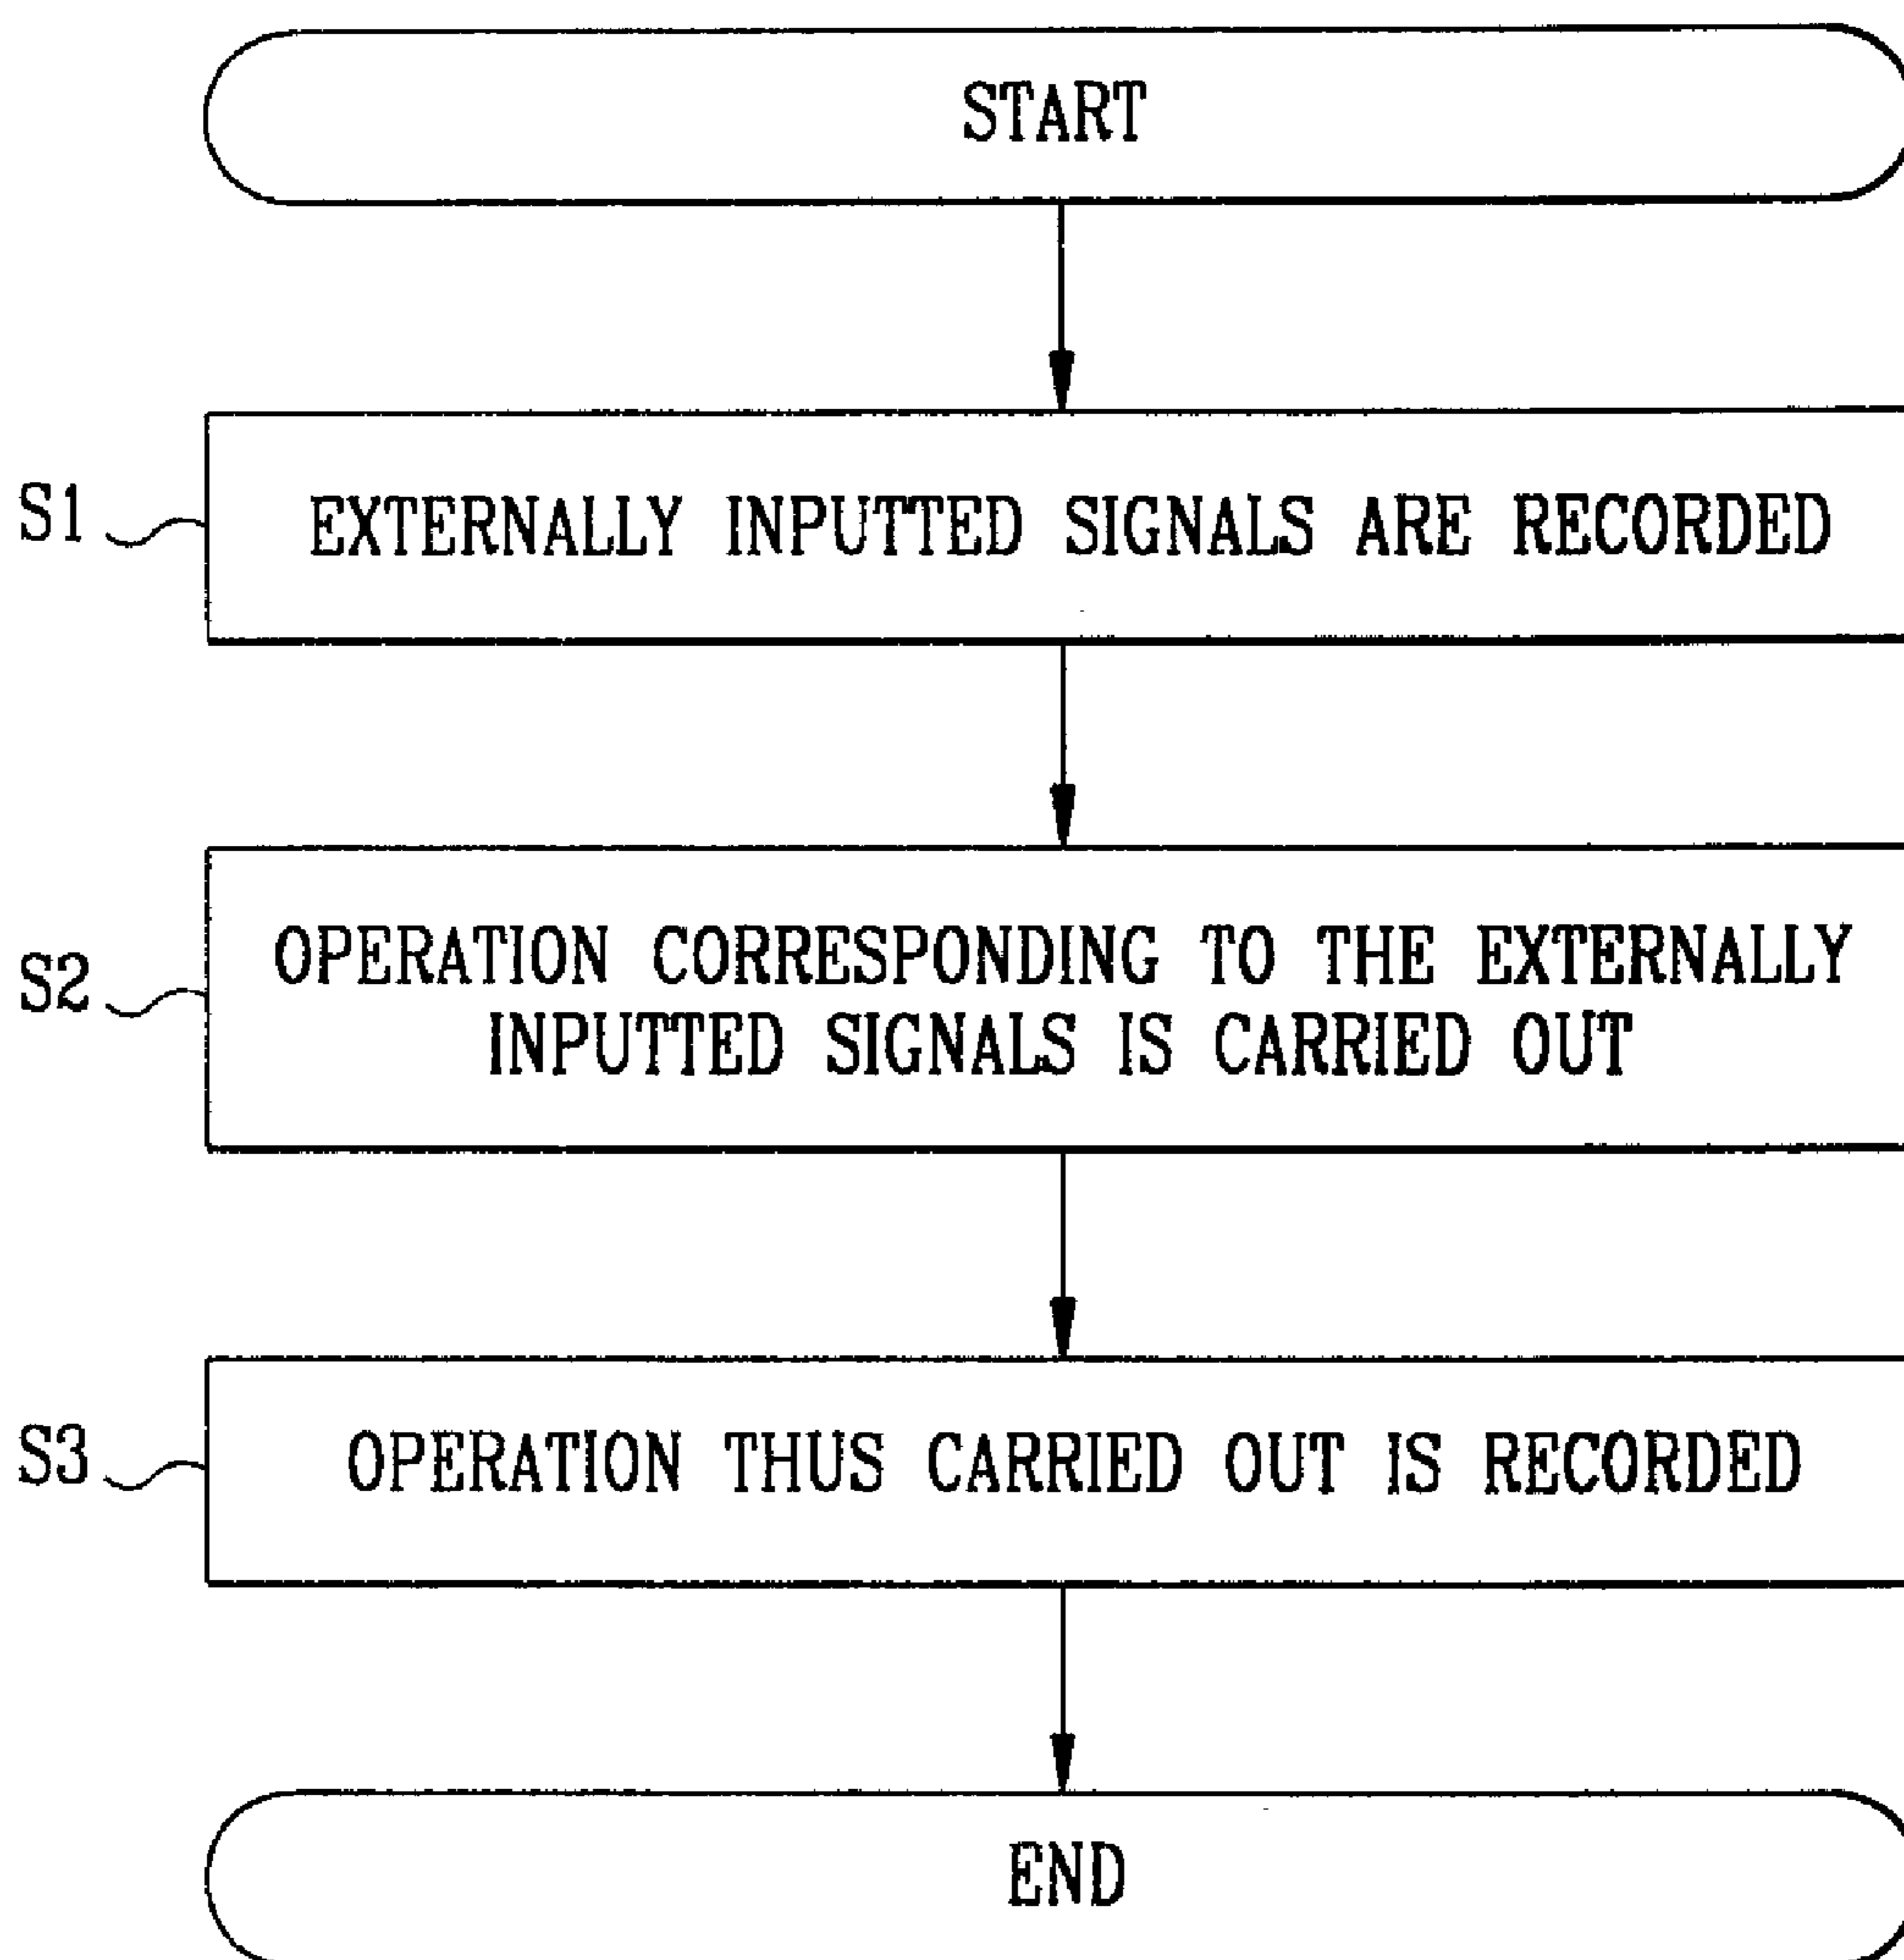 START
S1
EXTERNALLY INPUTTED SIGNALS ARE RECORDED
S2
OPERATION CORRESPONDING TO THE EXTERNALLY
INPUTTED SIGNALS IS CARRIED OUT
S3
OPERATION THUS CARRIED OUT IS RECORDED
END